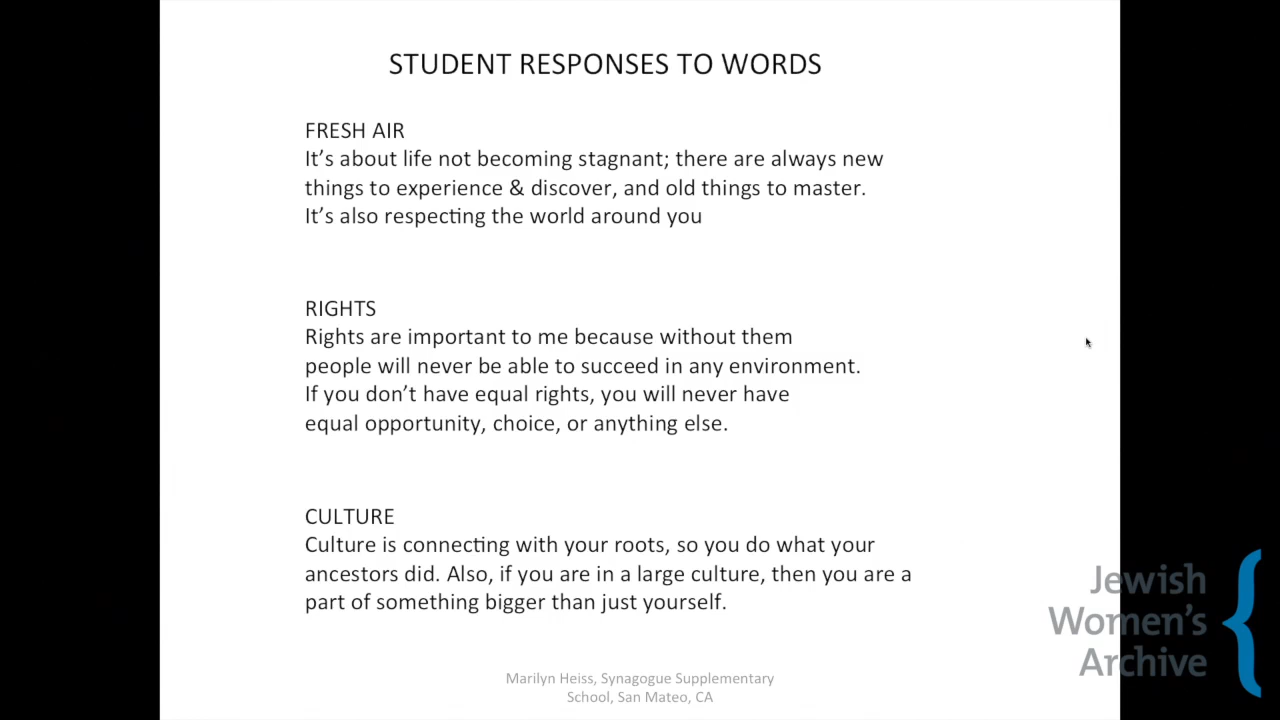 STUDENT RESPONSES TO WORDS
FRESH AIR
It’s about life not becoming stagnant; there are always new
things to experience & discover, and old things to master.
It’s also respecting the world around you
RIGHTS
Rights are important to me because without them
people will never be able to succeed in any environment.
If you don’t have equal rights, you will never have
equal opportunity, choice, or anything else.
CULTURE
Culture is connecting with your roots, so you do what your
ancestors did. Also, if you are in a large culture, then you are a
part of something bigger than just yourself.
Marilyn Heiss, Synagogue Supplementary
School, San Mateo, CA
Jewish
Women’s
Archive